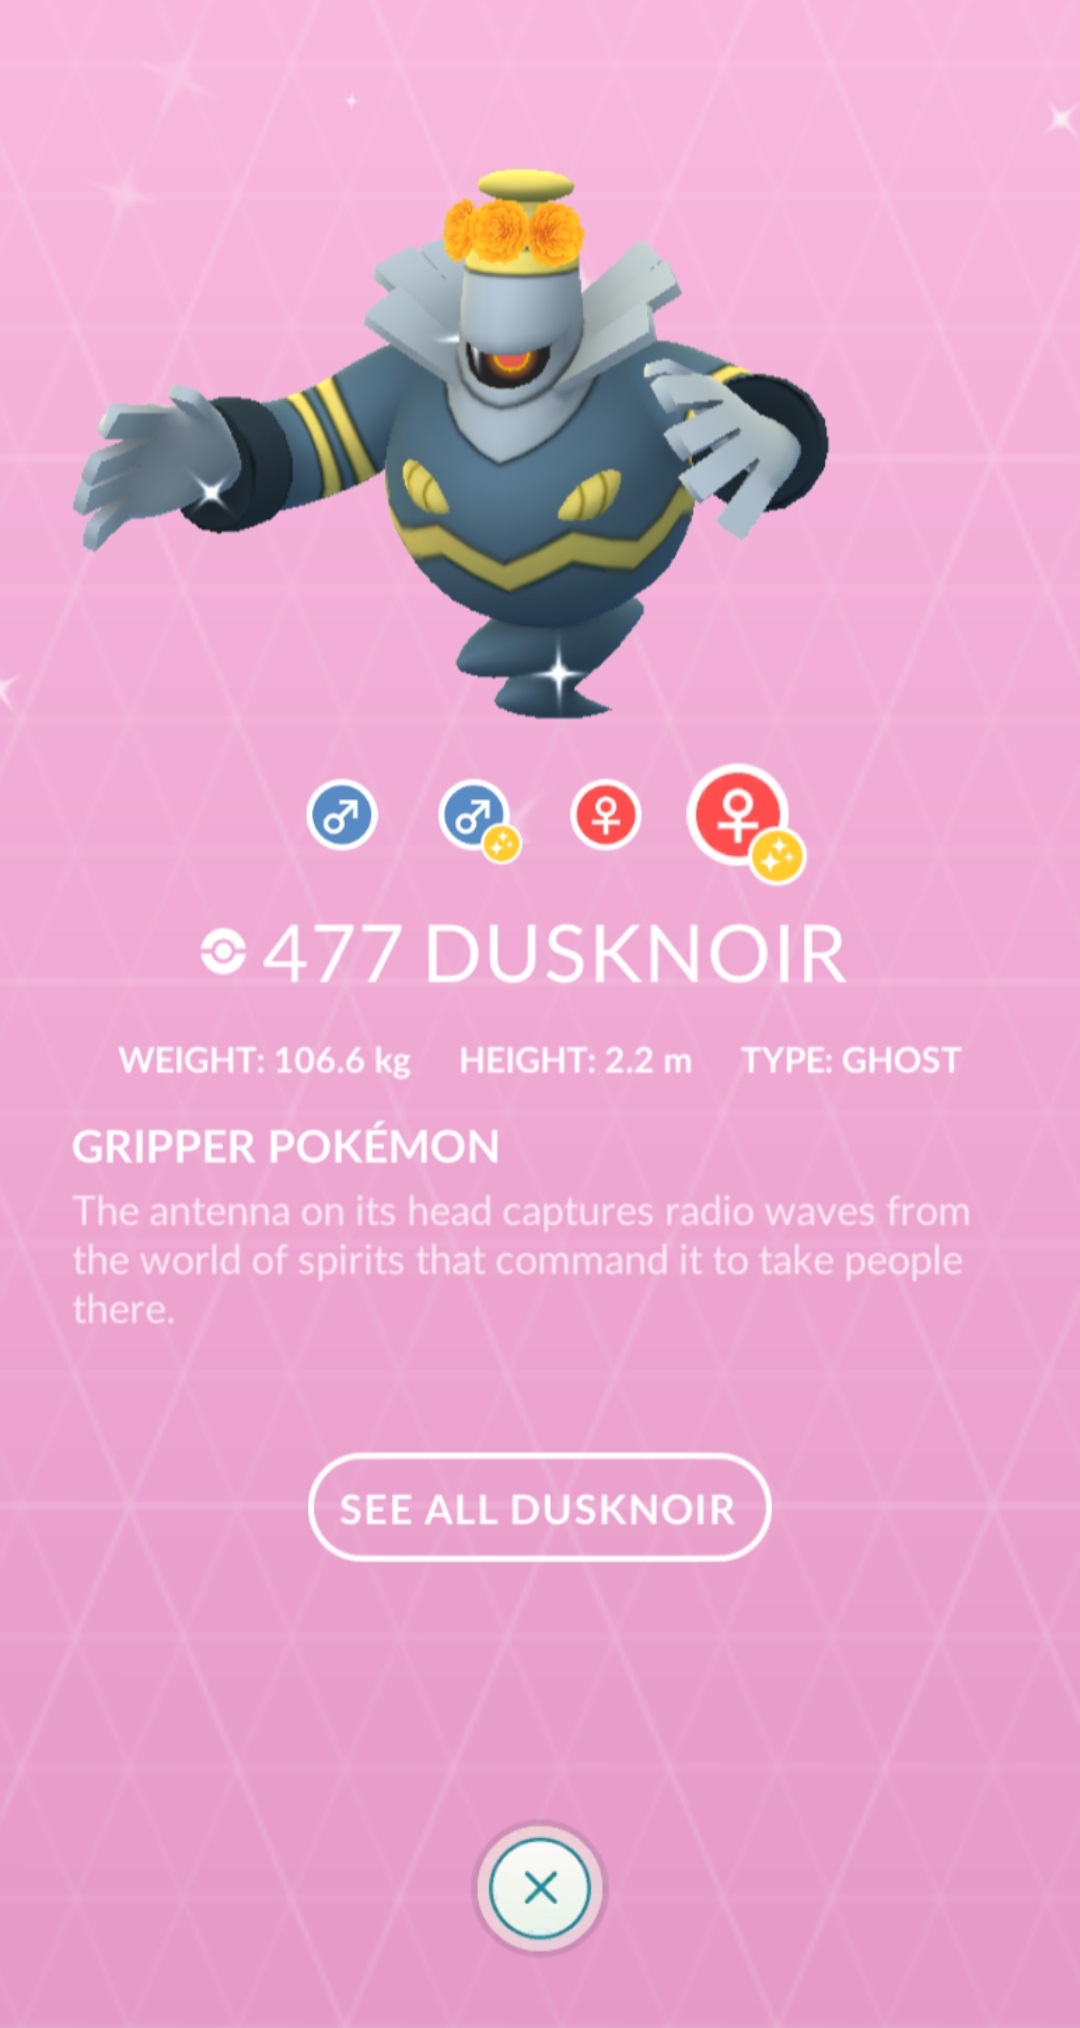 477 DUSKNOIR
WEIGHT: 106.6 kg HEIGHT: 2.2 m TYPE: GHOST
GRIPPER POKÉMON
The antenna on its head captures radio waves from
the world of spirits that command it to take people
there.
SEE ALL DUSKNOIR